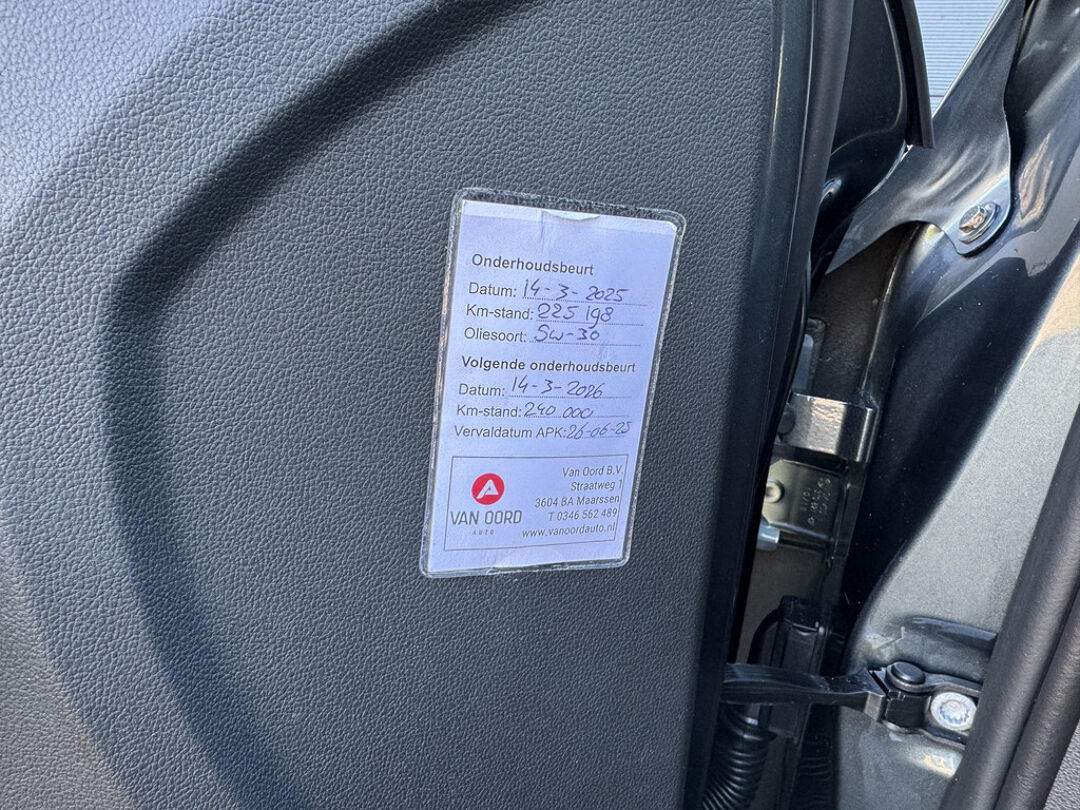 Onderhoudsbeurt
Datum: 14-3-2025
Km-stand: 225 198
Oliesoort: 5w-30
Volgende onderhoudsbeurt
Datum: 14-3-2026
Km-stand: 240 000
Vervaldatum APK: 26-06-25
VAN OORD
AUTO
Van Oord B.V.
Straatweg 1
3604 BA Maarssen
T 0346 562 489
www.vanoordauto.nl